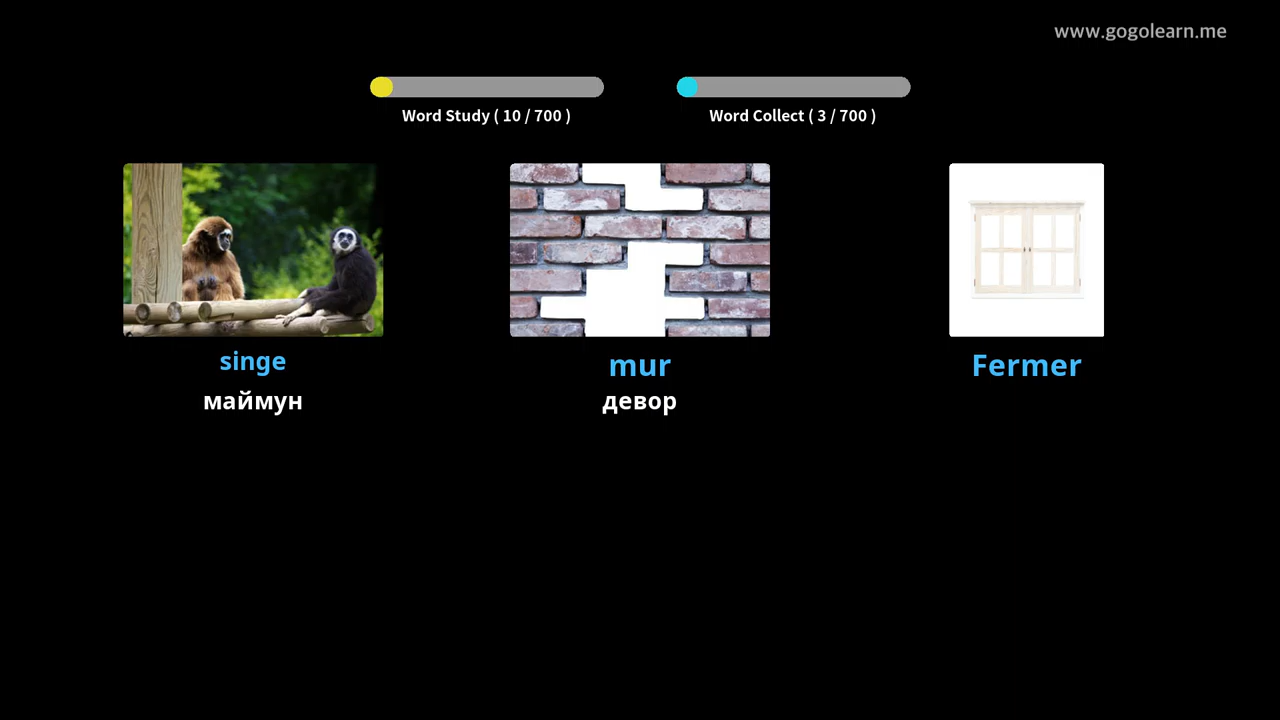 www.gogolearn.me
Word Study ( 10 / 700 )
Word Collect ( 3 / 700 )
singe
маймун
mur
девор
Fermer